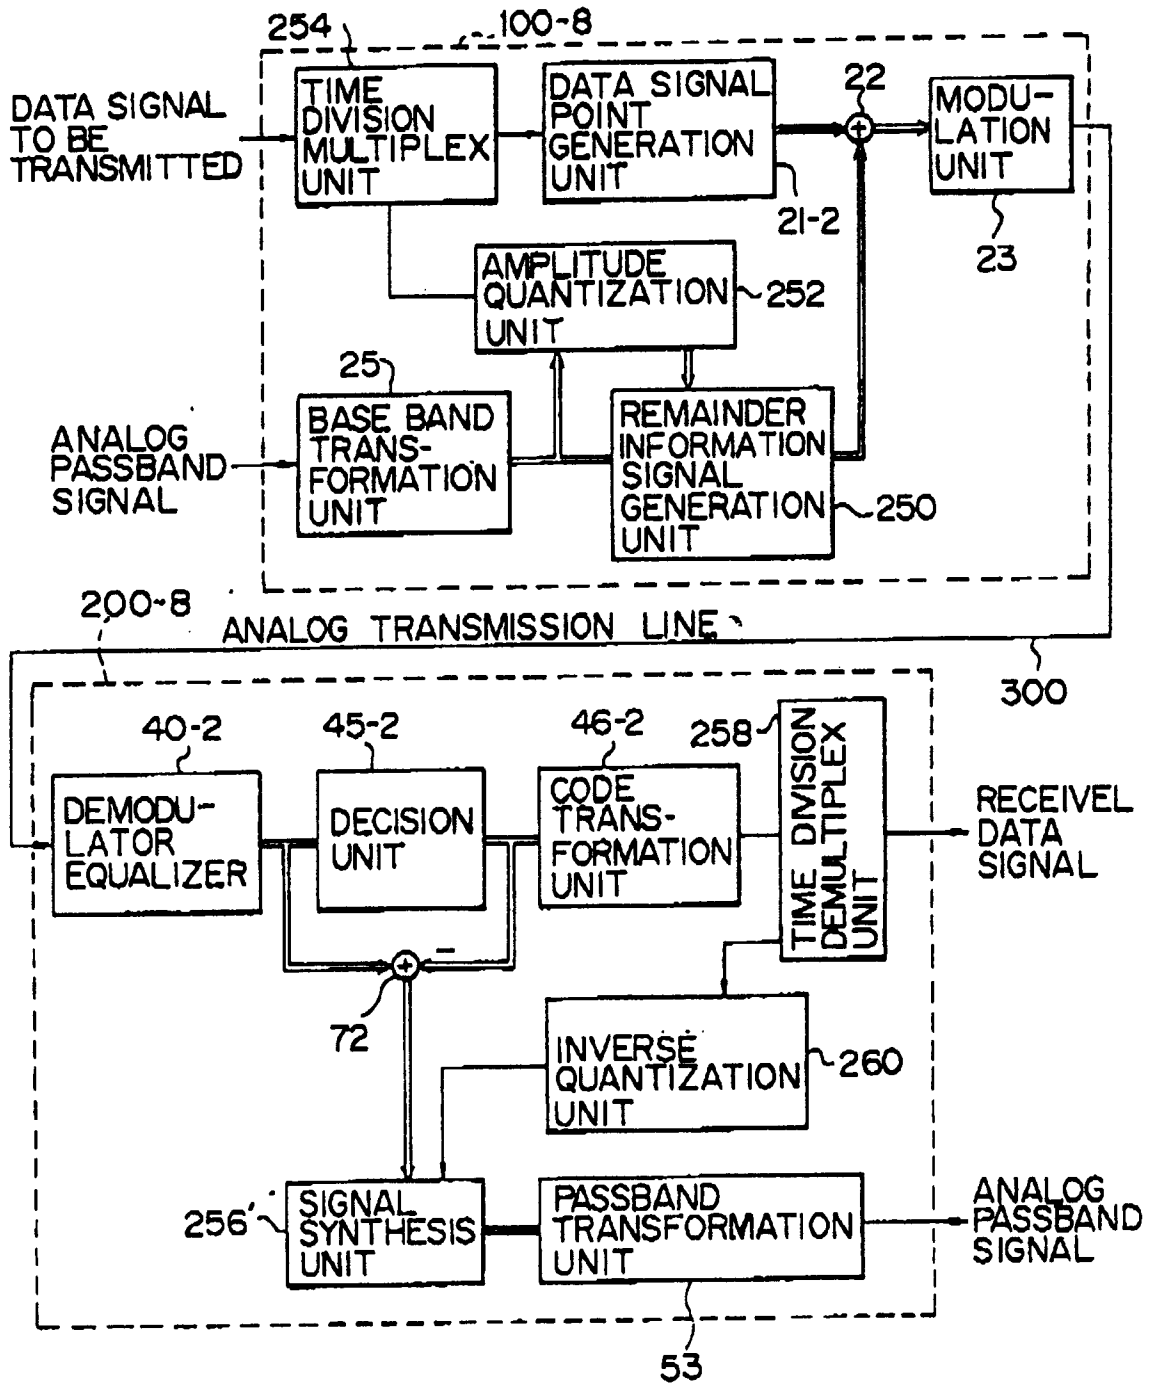 254
100-8
DATA SIGNAL
TO BE
TRANSMITTED
TIME
DIVISION
MULTIPLEX
UNIT
DATA SIGNAL
POINT
GENERATION
UNIT
21-2
22
+
MODU-
LATION
UNIT
23
AMPLITUDE
QUANTIZATION
UNIT
252
25
ANALOG
PASSBAND
SIGNAL
BASE BAND
TRANS-
FORMATION
UNIT
REMAINDER
INFORMATION
SIGNAL
GENERATION
UNIT
250
200-8
ANALOG TRANSMISSION LINE
300
40-2
DEMODU-
LATOR
EQUALIZER
45-2
DECISION
UNIT
46-2
CODE
TRANS-
FORMATION
UNIT
258
TIME DIVISION
DEMULTIPLEX
UNIT
RECEIVEL
DATA
SIGNAL
+
-
72
INVERSE
QUANTIZATION
UNIT
260
256'
SIGNAL
SYNTHESIS
UNIT
PASSBAND
TRANSFORMATION
UNIT
53
ANALOG
PASSBAND
SIGNAL